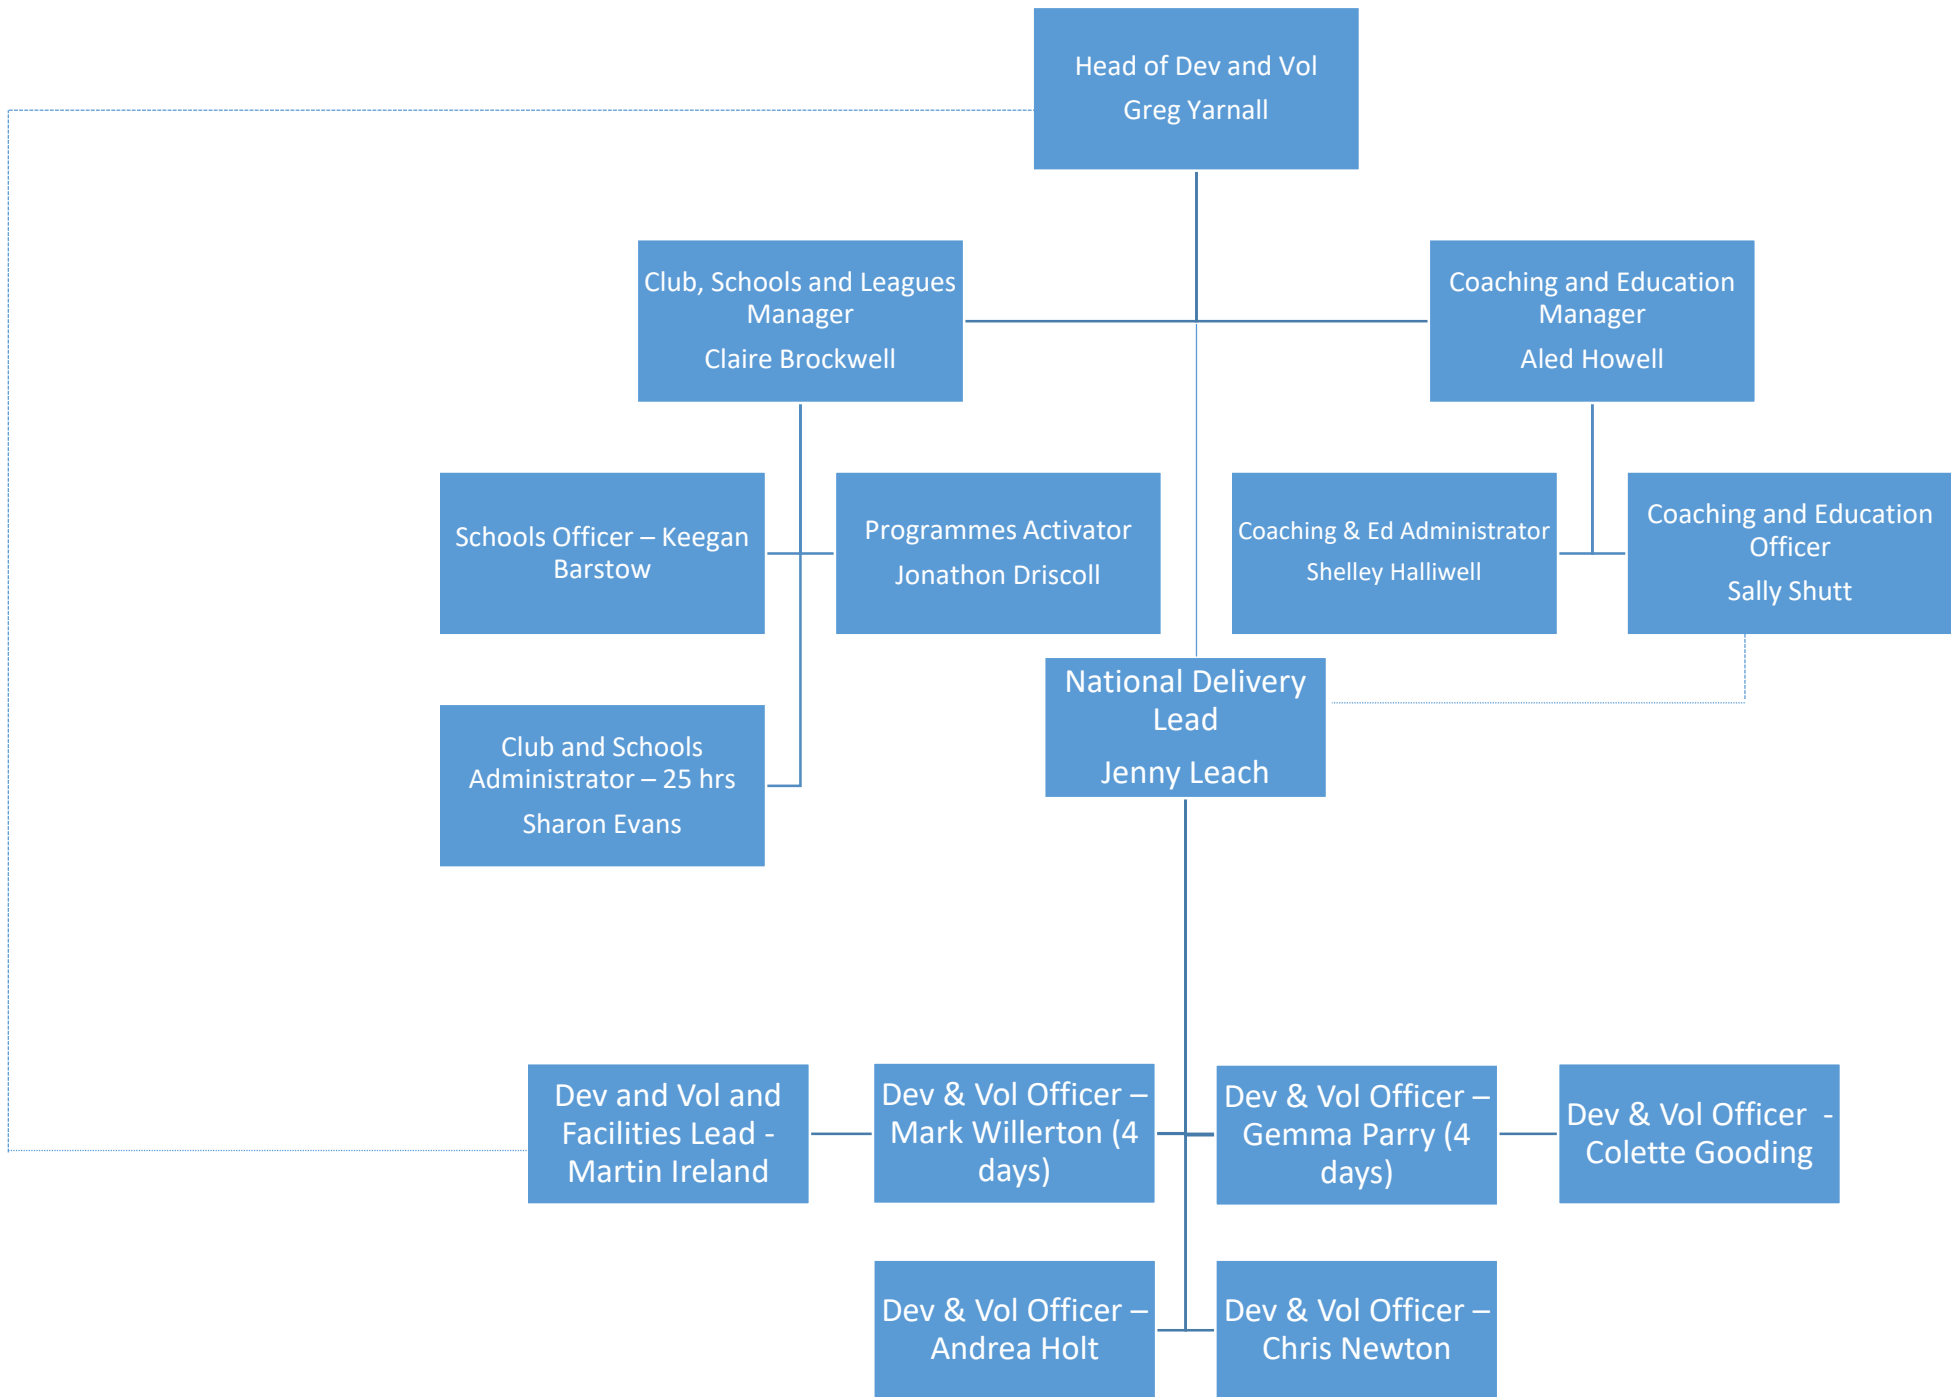 Head of Dev and Vol
Greg Yarnall
Club, Schools and Leagues
Manager
Claire Brockwell
Coaching and Education
Manager
Aled Howell
Schools Officer – Keegan
Barstow
Programmes Activator
Jonathon Driscoll
Coaching & Ed Administrator
Shelley Halliwell
Coaching and Education
Officer
Sally Shutt
National Delivery
Lead
Jenny Leach
Club and Schools
Administrator – 25 hrs
Sharon Evans
Dev and Vol and
Facilities Lead -
Martin Ireland
Dev & Vol Officer –
Mark Willerton (4
days)
Dev & Vol Officer –
Gemma Parry (4
days)
Dev & Vol Officer -
Colette Gooding
Dev & Vol Officer –
Andrea Holt
Dev & Vol Officer –
Chris Newton